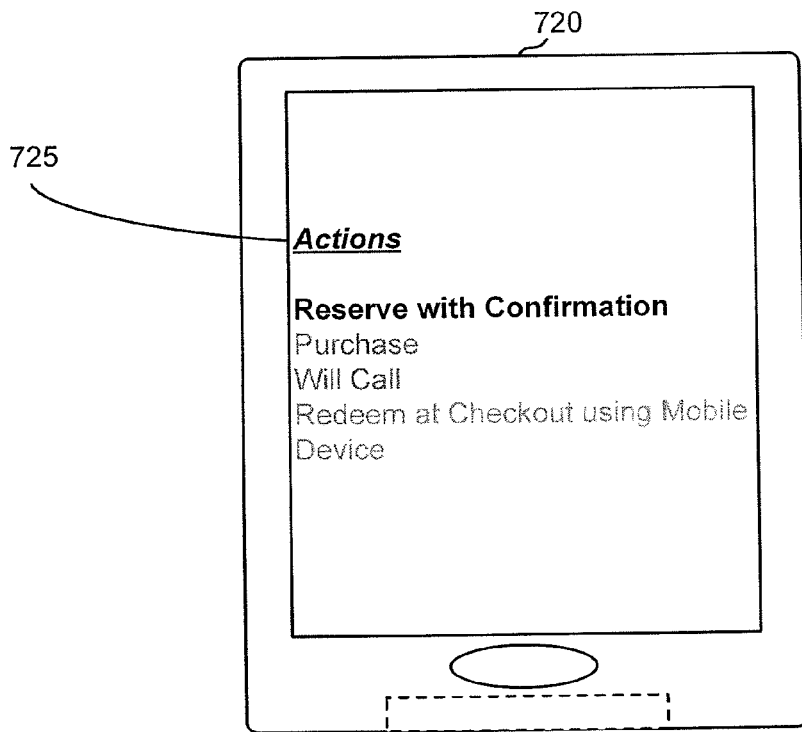 720
725
Actions
Reserve with Confirmation
Purchase
Will Call
Redeem at Checkout using Mobile
Device